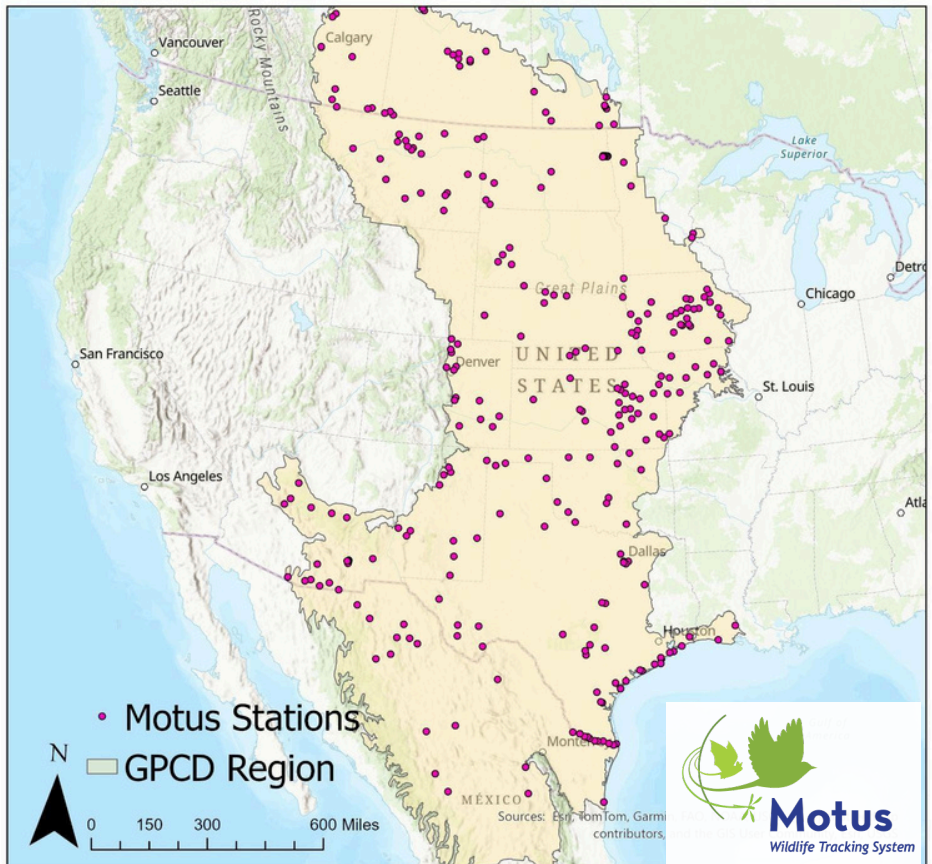 Calgary
Vancouver
Seattle
Rocky Mountains
Lake
Superior
Detro
Chicago
Great Plains
San Francisco
Denver
UNITED
STATES
St. Louis
Los Angeles
Atla
Dallas
Houston
Motus Stations
GPCD Region
N
0 150 300 600 Miles
MÉXICO
Sources: Esri, TomTom, Garmin,
contributors,
Motus
Wildlife Tracking System